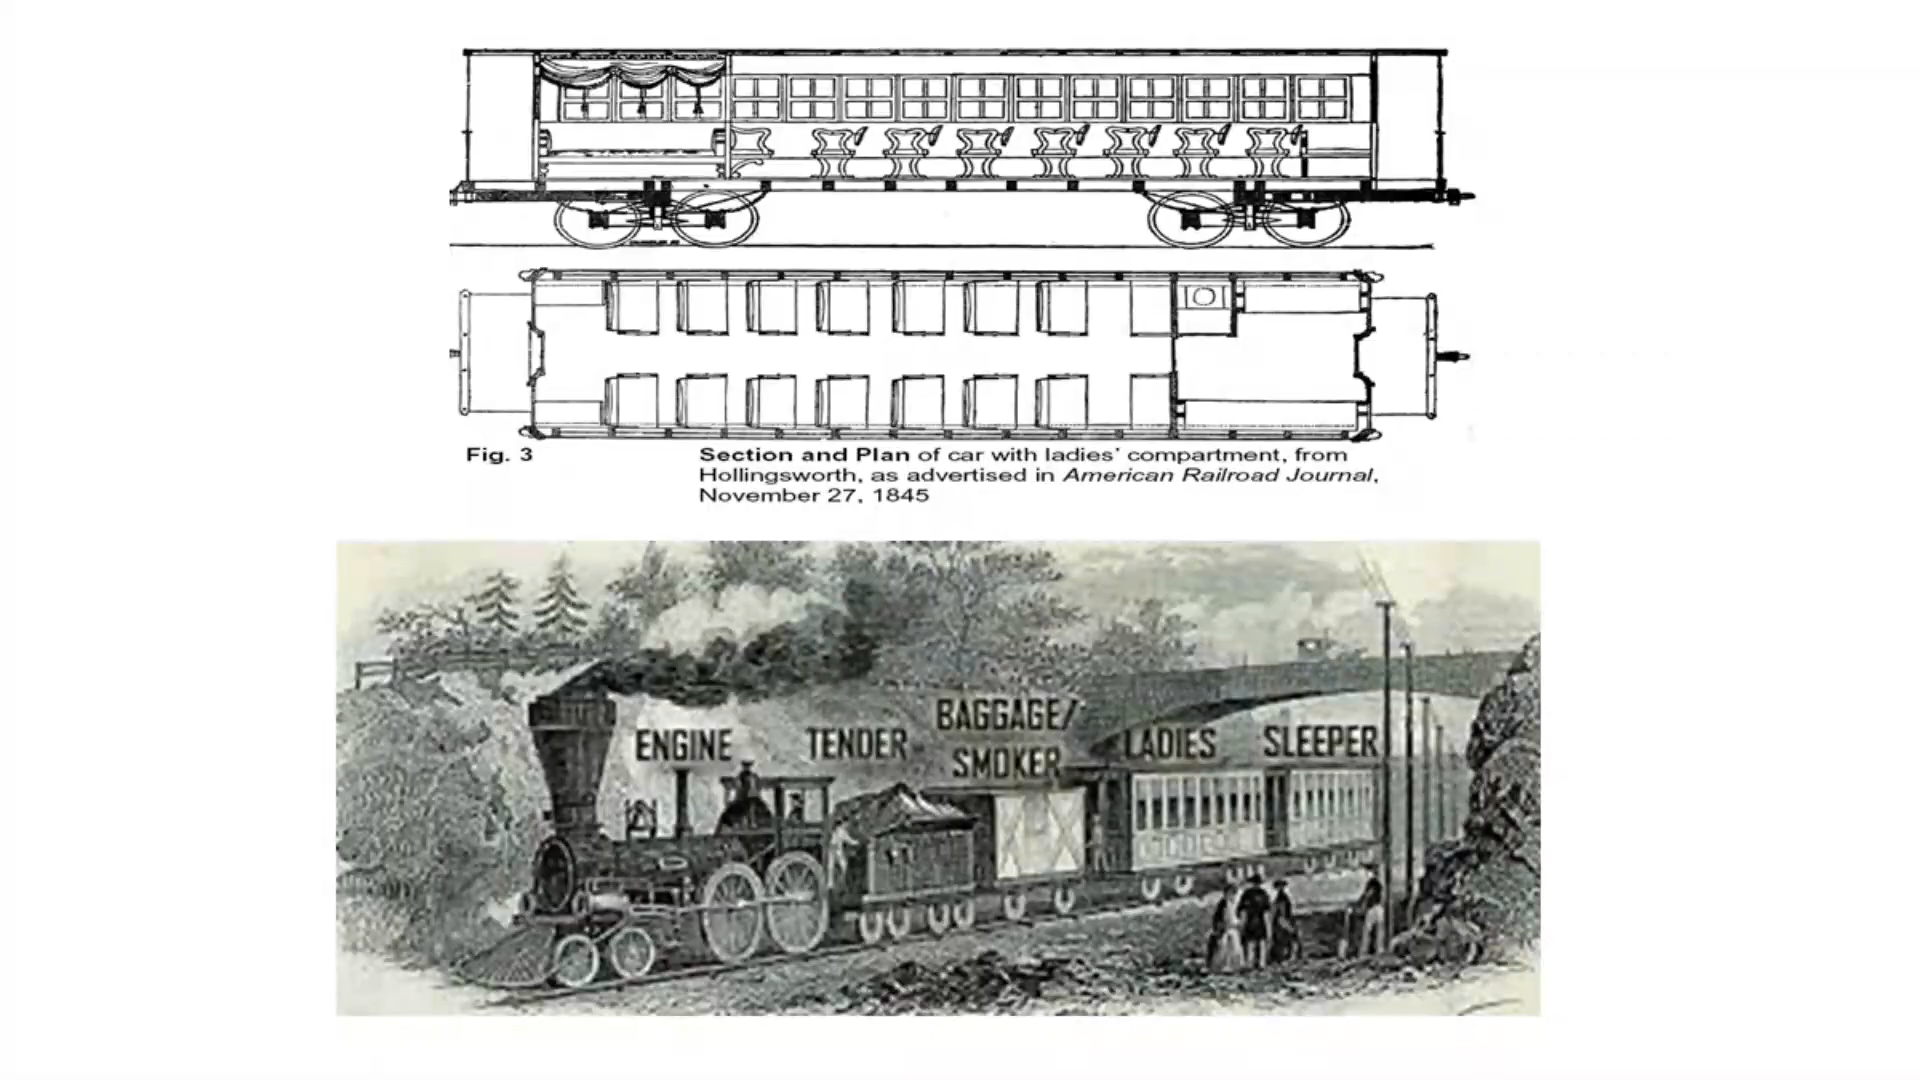 Fig. 3
Section and Plan of car with ladies' compartment, from
Hollingsworth, as advertised in American Railroad Journal,
November 27, 1845
ENGINE
TENDER
BAGGAGE/
SMOKER
LADIES
SLEEPER